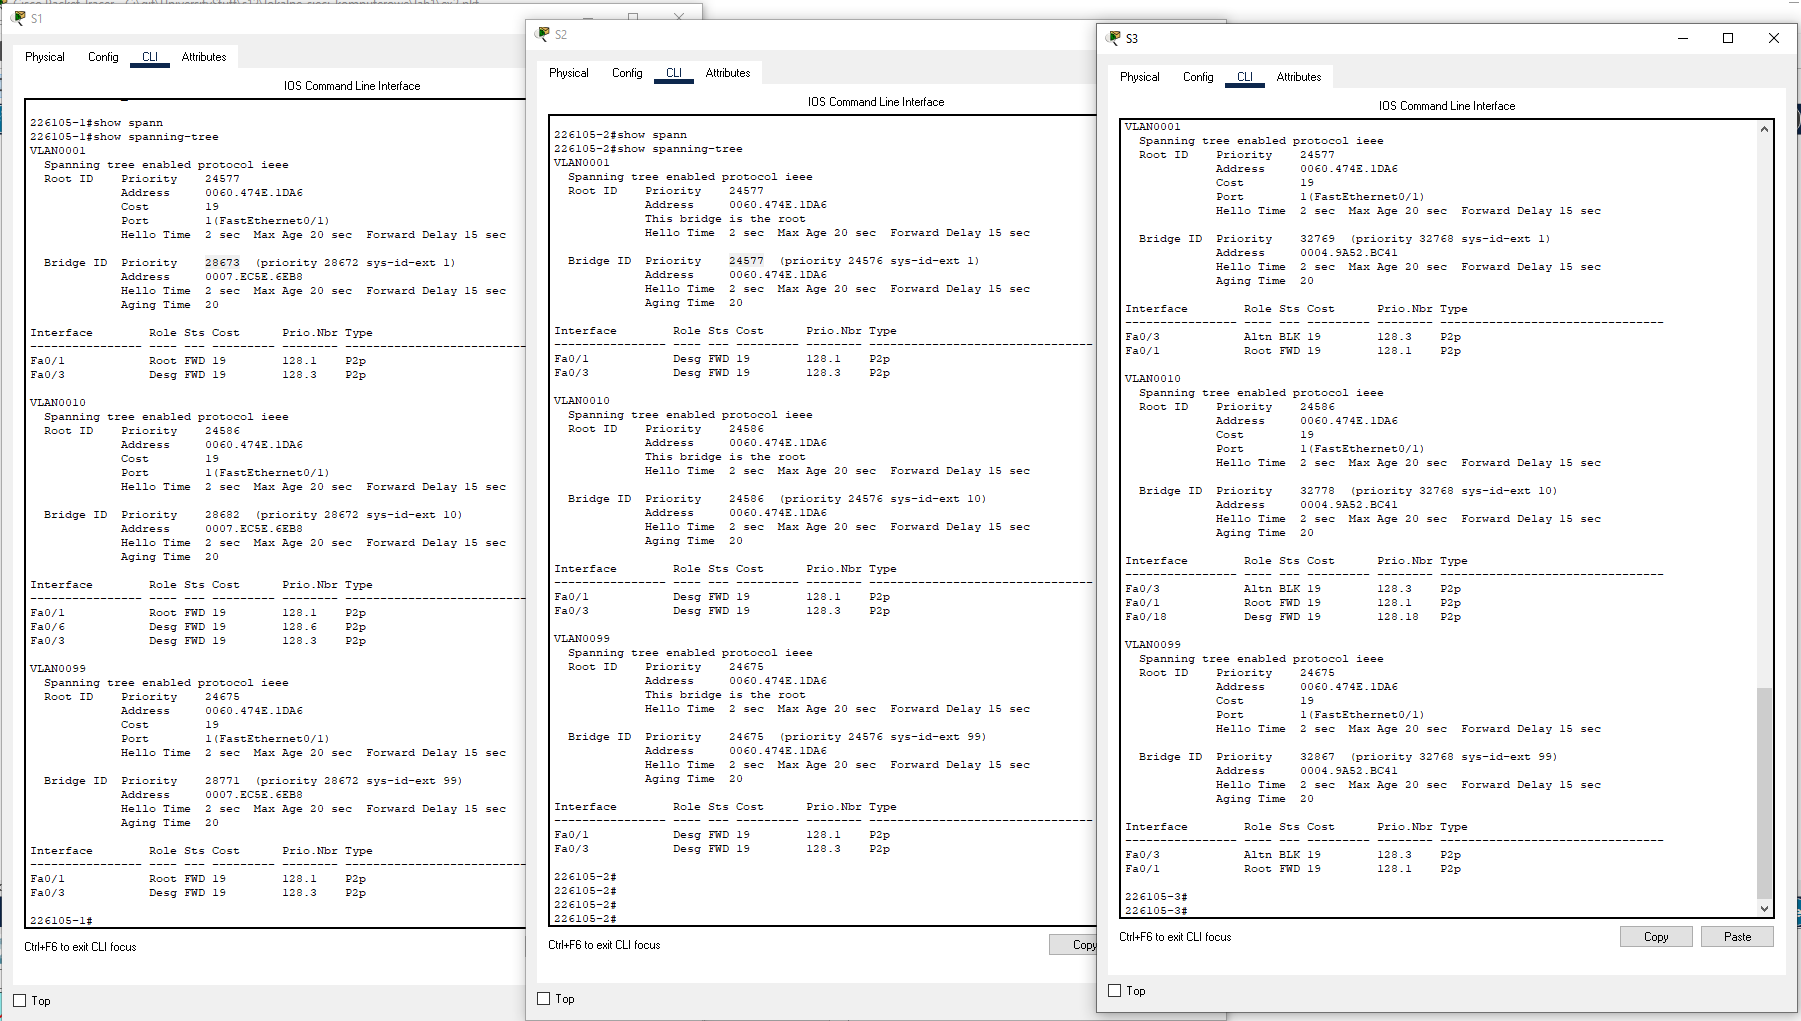 S1
Physical Config CLI Attributes
IOS Command Line Interface
226105-1#show spann
226105-1#show spanning-tree
VLAN0001
  Spanning tree enabled protocol ieee
  Root ID    Priority    24577
             Address     0060.474E.1DA6
             Cost        19
             Port        1(FastEthernet0/1)
             Hello Time  2 sec  Max Age 20 sec  Forward Delay 15 sec
  Bridge ID  Priority    28673  (priority 28672 sys-id-ext 1)
             Address     0007.EC5E.6EB8
             Hello Time  2 sec  Max Age 20 sec  Forward Delay 15 sec
             Aging Time  20
Interface        Role Sts Cost      Prio.Nbr Type
---------------- ---- --- --------- -------- --------------------------
Fa0/1            Root FWD 19        128.1    P2p
Fa0/3            Desg FWD 19        128.3    P2p
VLAN0010
  Spanning tree enabled protocol ieee
  Root ID    Priority    24586
             Address     0060.474E.1DA6
             Cost        19
             Port        1(FastEthernet0/1)
             Hello Time  2 sec  Max Age 20 sec  Forward Delay 15 sec
  Bridge ID  Priority    28682  (priority 28672 sys-id-ext 10)
             Address     0007.EC5E.6EB8
             Hello Time  2 sec  Max Age 20 sec  Forward Delay 15 sec
             Aging Time  20
Interface        Role Sts Cost      Prio.Nbr Type
---------------- ---- --- --------- -------- --------------------------
Fa0/1            Root FWD 19        128.1    P2p
Fa0/6            Desg FWD 19        128.6    P2p
Fa0/3            Desg FWD 19        128.3    P2p
VLAN0099
  Spanning tree enabled protocol ieee
  Root ID    Priority    24675
             Address     0060.474E.1DA6
             Cost        19
             Port        1(FastEthernet0/1)
             Hello Time  2 sec  Max Age 20 sec  Forward Delay 15 sec
  Bridge ID  Priority    28771  (priority 28672 sys-id-ext 99)
             Address     0007.EC5E.6EB8
             Hello Time  2 sec  Max Age 20 sec  Forward Delay 15 sec
             Aging Time  20
Interface        Role Sts Cost      Prio.Nbr Type
---------------- ---- --- --------- -------- --------------------------
Fa0/1            Root FWD 19        128.1    P2p
Fa0/3            Desg FWD 19        128.3    P2p
226105-1#
Ctrl+F6 to exit CLI focus
Top
S2
Physical Config CLI Attributes
IOS Command Line Interface
226105-2#show spann
226105-2#show spanning-tree
VLAN0001
  Spanning tree enabled protocol ieee
  Root ID    Priority    24577
             Address     0060.474E.1DA6
             This bridge is the root
             Hello Time  2 sec  Max Age 20 sec  Forward Delay 15 sec
  Bridge ID  Priority    24577  (priority 24576 sys-id-ext 1)
             Address     0060.474E.1DA6
             Hello Time  2 sec  Max Age 20 sec  Forward Delay 15 sec
             Aging Time  20
Interface        Role Sts Cost      Prio.Nbr Type
---------------- ---- --- --------- -------- --------------------------------
Fa0/1            Desg FWD 19        128.1    P2p
Fa0/3            Desg FWD 19        128.3    P2p
VLAN0010
  Spanning tree enabled protocol ieee
  Root ID    Priority    24586
             Address     0060.474E.1DA6
             This bridge is the root
             Hello Time  2 sec  Max Age 20 sec  Forward Delay 15 sec
  Bridge ID  Priority    24586  (priority 24576 sys-id-ext 10)
             Address     0060.474E.1DA6
             Hello Time  2 sec  Max Age 20 sec  Forward Delay 15 sec
             Aging Time  20
Interface        Role Sts Cost      Prio.Nbr Type
---------------- ---- --- --------- -------- --------------------------------
Fa0/1            Desg FWD 19        128.1    P2p
Fa0/3            Desg FWD 19        128.3    P2p
VLAN0099
  Spanning tree enabled protocol ieee
  Root ID    Priority    24675
             Address     0060.474E.1DA6
             This bridge is the root
             Hello Time  2 sec  Max Age 20 sec  Forward Delay 15 sec
  Bridge ID  Priority    24675  (priority 24576 sys-id-ext 99)
             Address     0060.474E.1DA6
             Hello Time  2 sec  Max Age 20 sec  Forward Delay 15 sec
             Aging Time  20
Interface        Role Sts Cost      Prio.Nbr Type
---------------- ---- --- --------- -------- --------------------------------
Fa0/1            Desg FWD 19        128.1    P2p
Fa0/3            Desg FWD 19        128.3    P2p
226105-2#
226105-2#
226105-2#
226105-2#
Ctrl+F6 to exit CLI focus
Copy
Top
S3
Physical Config CLI Attributes
IOS Command Line Interface
VLAN0001
  Spanning tree enabled protocol ieee
  Root ID    Priority    24577
             Address     0060.474E.1DA6
             Cost        19
             Port        1(FastEthernet0/1)
             Hello Time  2 sec  Max Age 20 sec  Forward Delay 15 sec
  Bridge ID  Priority    32769  (priority 32768 sys-id-ext 1)
             Address     0004.9A52.BC41
             Hello Time  2 sec  Max Age 20 sec  Forward Delay 15 sec
             Aging Time  20
Interface        Role Sts Cost      Prio.Nbr Type
---------------- ---- --- --------- -------- --------------------------------
Fa0/3            Altn BLK 19        128.3    P2p
Fa0/1            Root FWD 19        128.1    P2p
VLAN0010
  Spanning tree enabled protocol ieee
  Root ID    Priority    24586
             Address     0060.474E.1DA6
             Cost        19
             Port        1(FastEthernet0/1)
             Hello Time  2 sec  Max Age 20 sec  Forward Delay 15 sec
  Bridge ID  Priority    32778  (priority 32768 sys-id-ext 10)
             Address     0004.9A52.BC41
             Hello Time  2 sec  Max Age 20 sec  Forward Delay 15 sec
             Aging Time  20
Interface        Role Sts Cost      Prio.Nbr Type
---------------- ---- --- --------- -------- --------------------------------
Fa0/3            Altn BLK 19        128.3    P2p
Fa0/1            Root FWD 19        128.1    P2p
Fa0/18           Desg FWD 19        128.18   P2p
VLAN0099
  Spanning tree enabled protocol ieee
  Root ID    Priority    24675
             Address     0060.474E.1DA6
             Cost        19
             Port        1(FastEthernet0/1)
             Hello Time  2 sec  Max Age 20 sec  Forward Delay 15 sec
  Bridge ID  Priority    32867  (priority 32768 sys-id-ext 99)
             Address     0004.9A52.BC41
             Hello Time  2 sec  Max Age 20 sec  Forward Delay 15 sec
             Aging Time  20
Interface        Role Sts Cost      Prio.Nbr Type
---------------- ---- --- --------- -------- --------------------------------
Fa0/3            Altn BLK 19        128.3    P2p
Fa0/1            Root FWD 19        128.1    P2p
226105-3#
226105-3#
Ctrl+F6 to exit CLI focus
Copy Paste
Top